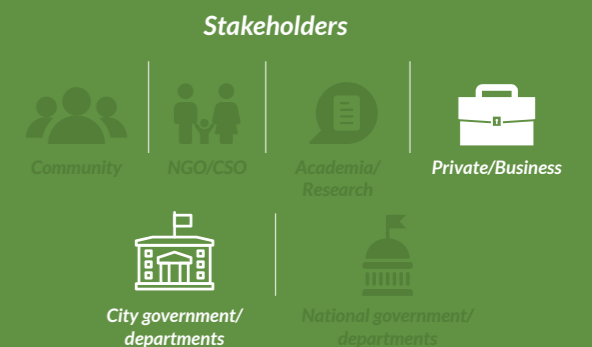 Stakeholders
Community
NGO/CSO
Academia/
Research
Private/Business
City government/
departments
National government/
departments